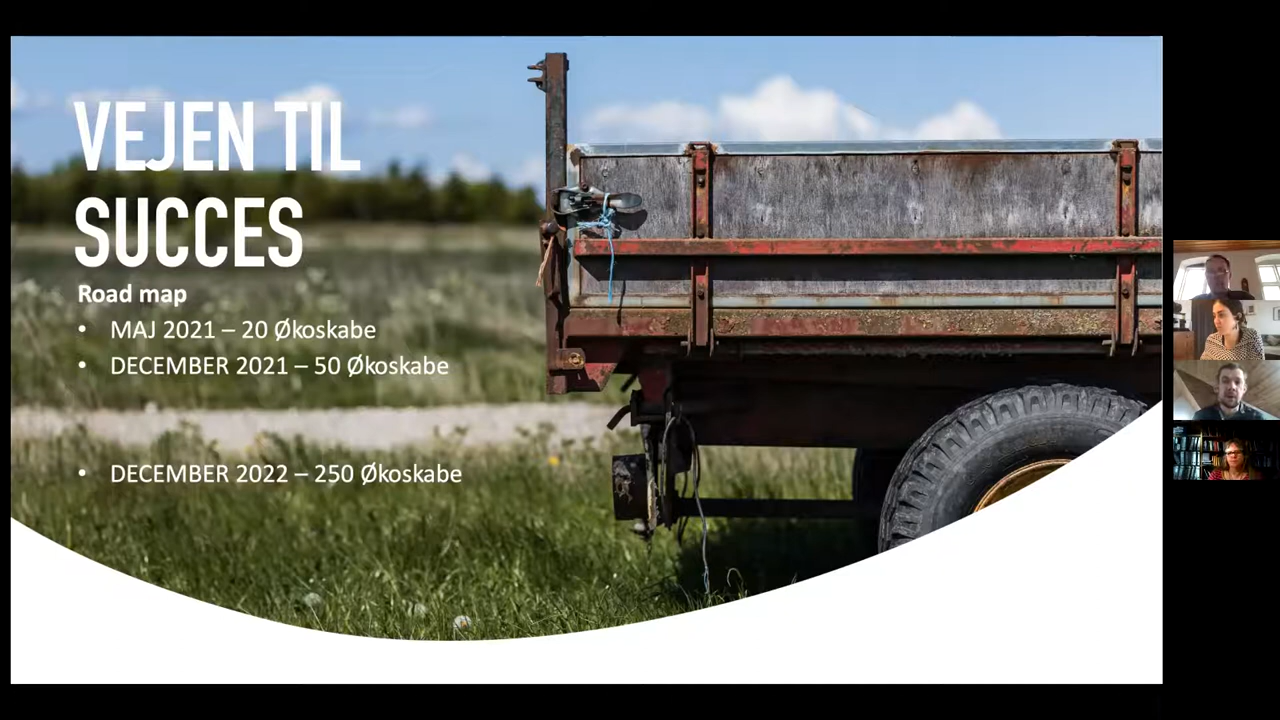 VEJEN TIL
SUCCES
Road map
• MAJ 2021 – 20 Økoskabe
• DECEMBER 2021 – 50 Økoskabe
• DECEMBER 2022 – 250 Økoskabe